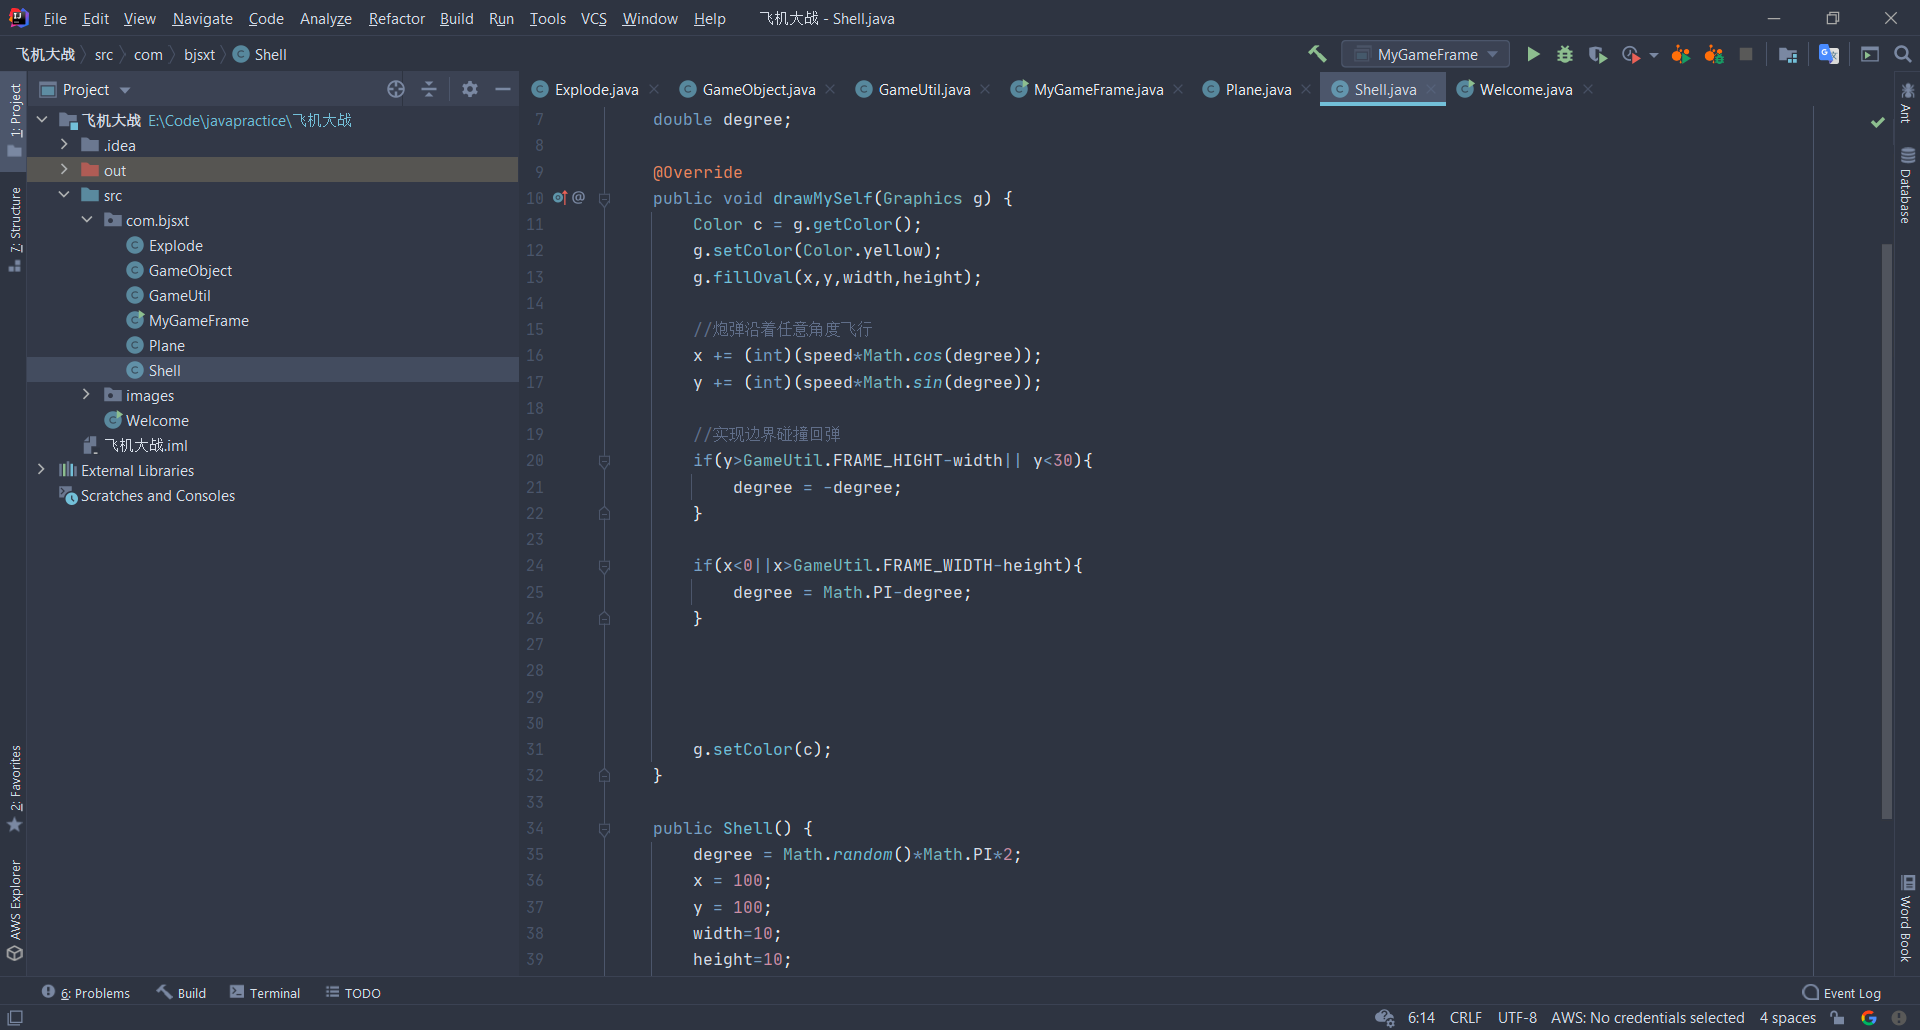 File Edit View Navigate Code Analyze Refactor Build Run Tools VCS Window Help 飞机大战 - Shell.java
飞机大战 src com bjsxt Shell
MyGameFrame
Project
Explode.java GameObject.java GameUtil.java MyGameFrame.java Plane.java Shell.java Welcome.java
1: Project
7: Structure
2: Favorites
AWS Explorer
飞机大战 E:\Code\javapractice\飞机大战
.idea
out
src
com.bjsxt
Explode
GameObject
GameUtil
MyGameFrame
Plane
Shell
images
Welcome
飞机大战.iml
External Libraries
Scratches and Consoles
7 double degree;
8
9 @Override
10 public void drawMySelf(Graphics g) {
11 Color c = g.getColor();
12 g.setColor(Color.yellow);
13 g.fillOval(x,y,width,height);
14
15 //炮弹沿着任意角度飞行
16 x += (int)(speed*Math.cos(degree));
17 y += (int)(speed*Math.sin(degree));
18
19 //实现边界碰撞回弹
20 if(y>GameUtil.FRAME_HIGHT-width|| y<30){
21 degree = -degree;
22 }
23
24 if(x<0||x>GameUtil.FRAME_WIDTH-height){
25 degree = Math.PI-degree;
26 }
27
28
29
30
31 g.setColor(c);
32 }
33
34 public Shell() {
35 degree = Math.random()*Math.PI*2;
36 x = 100;
37 y = 100;
38 width=10;
39 height=10;
Ant
Database
Word Book
6: Problems Build Terminal TODO Event Log
6:14 CRLF UTF-8 AWS: No credentials selected 4 spaces